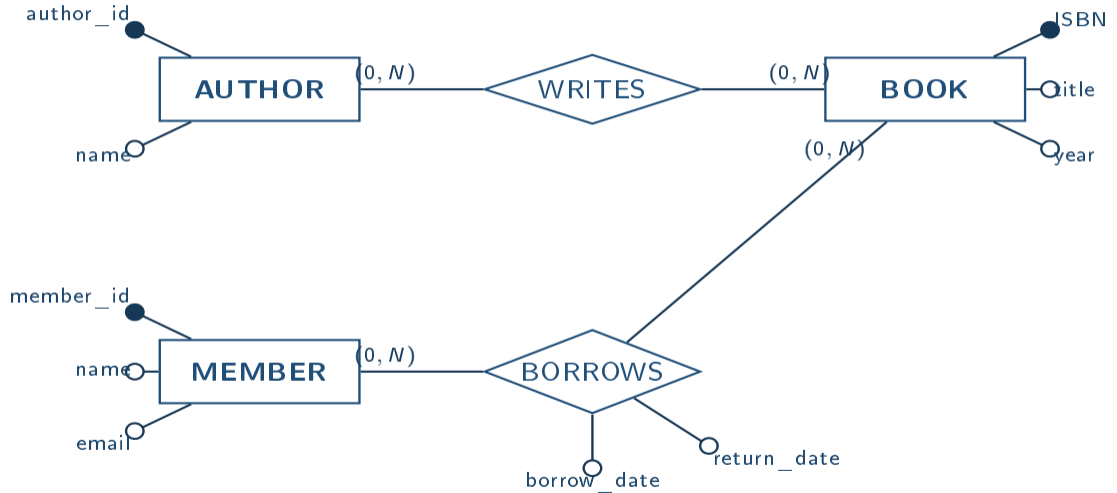 author_id
ISBN
(0, N)
(0, N)
AUTHOR
WRITES
BOOK
title
name
(0, N)
year
member_id
(0, N)
name
MEMBER
BORROWS
email
return_date
borrow_date